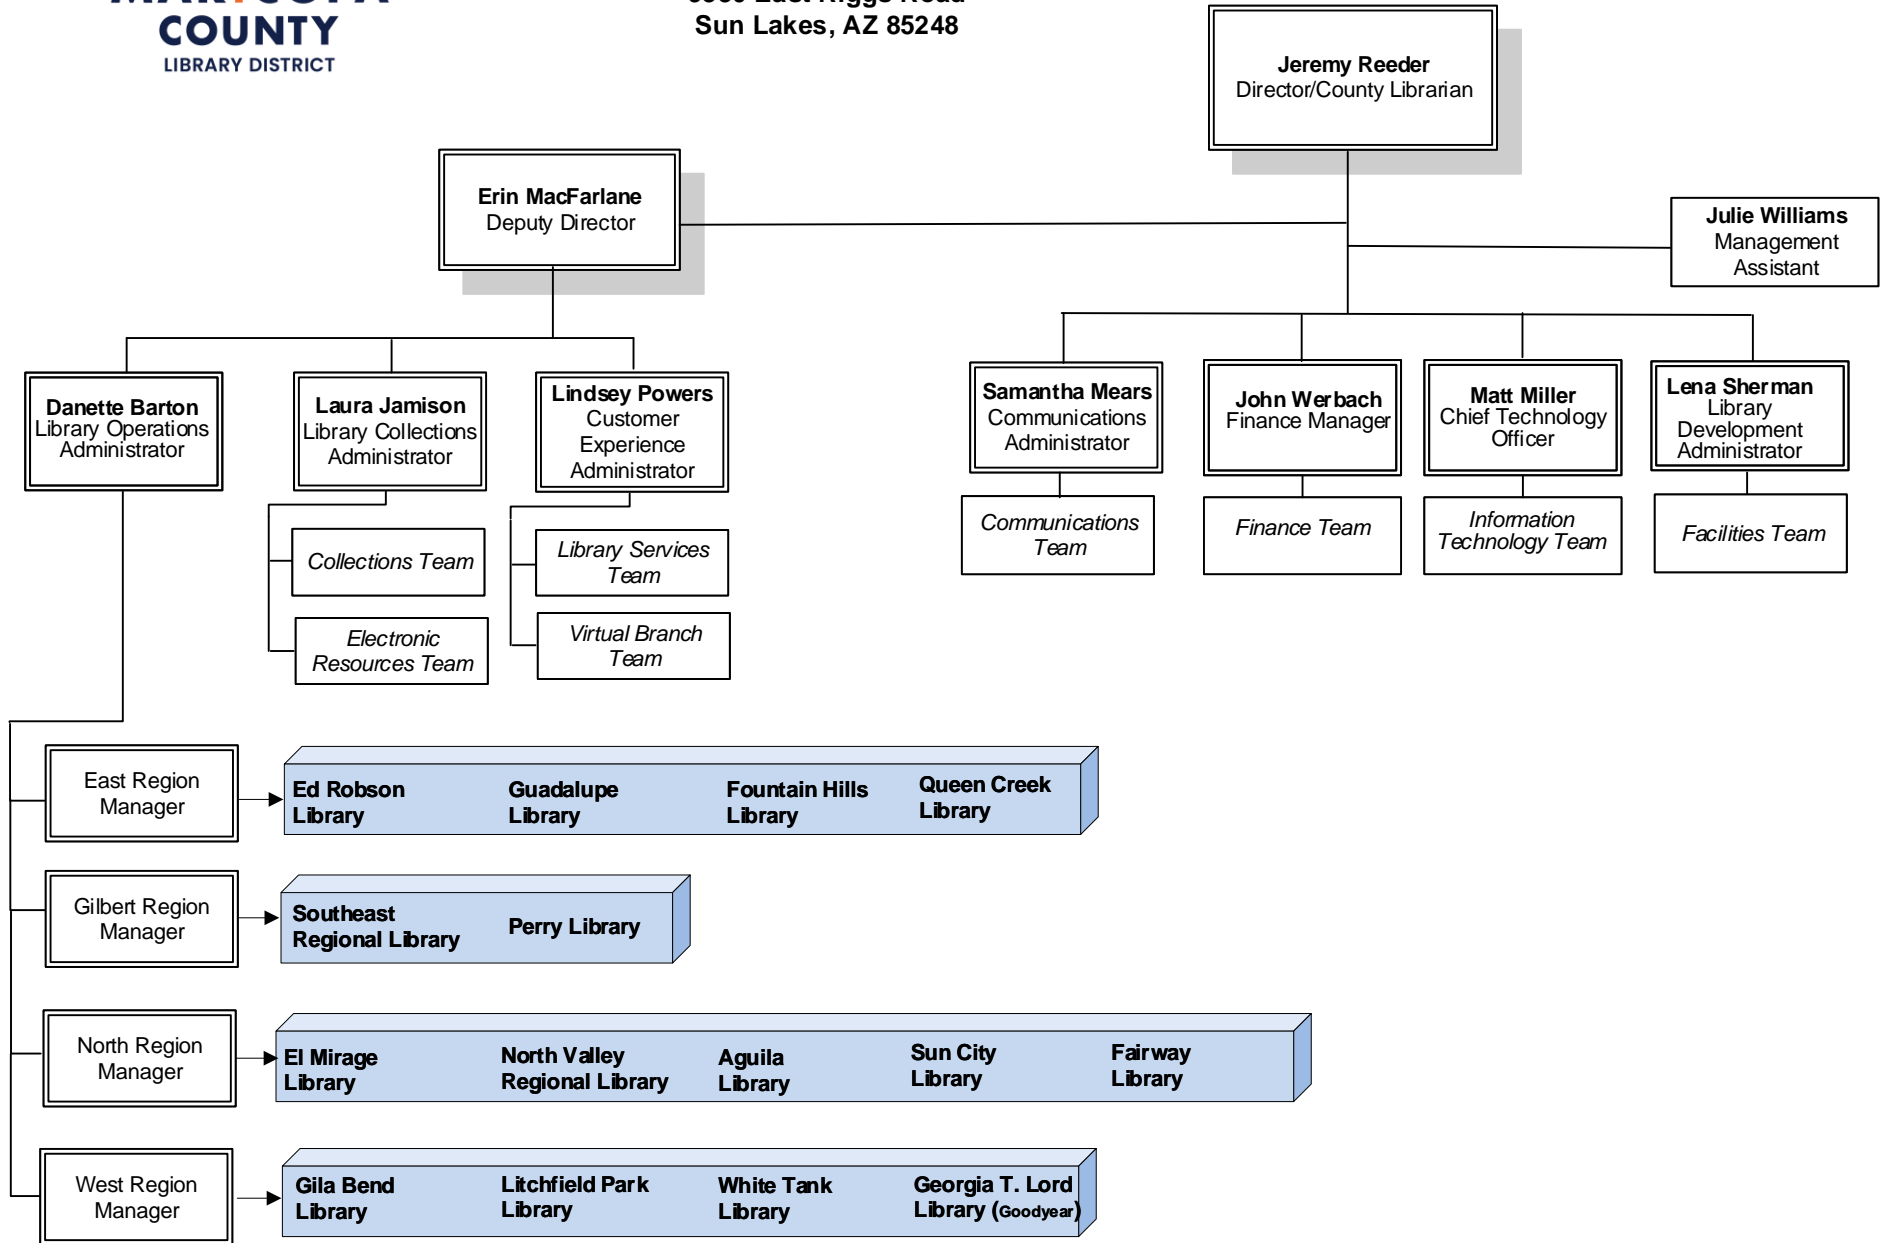 COUNTY
LIBRARY DISTRICT
Sun Lakes, AZ 85248
Jeremy Reeder
Director/County Librarian
Erin MacFarlane
Deputy Director
Julie Williams
Management
Assistant
Danette Barton
Library Operations
Administrator
Laura Jamison
Library Collections
Administrator
Lindsey Powers
Customer
Experience
Administrator
Samantha Mears
Communications
Administrator
John Werbach
Finance Manager
Matt Miller
Chief Technology
Officer
Lena Sherman
Library
Development
Administrator
Collections Team
Electronic
Resources Team
Library Services
Team
Virtual Branch
Team
Communications
Team
Finance Team
Information
Technology Team
Facilities Team
East Region
Manager
Ed Robson
Library
Guadalupe
Library
Fountain Hills
Library
Queen Creek
Library
Gilbert Region
Manager
Southeast
Regional Library
Perry Library
North Region
Manager
El Mirage
Library
North Valley
Regional Library
Aguila
Library
Sun City
Library
Fairway
Library
West Region
Manager
Gila Bend
Library
Litchfield Park
Library
White Tank
Library
Georgia T. Lord
Library (Goodyear)